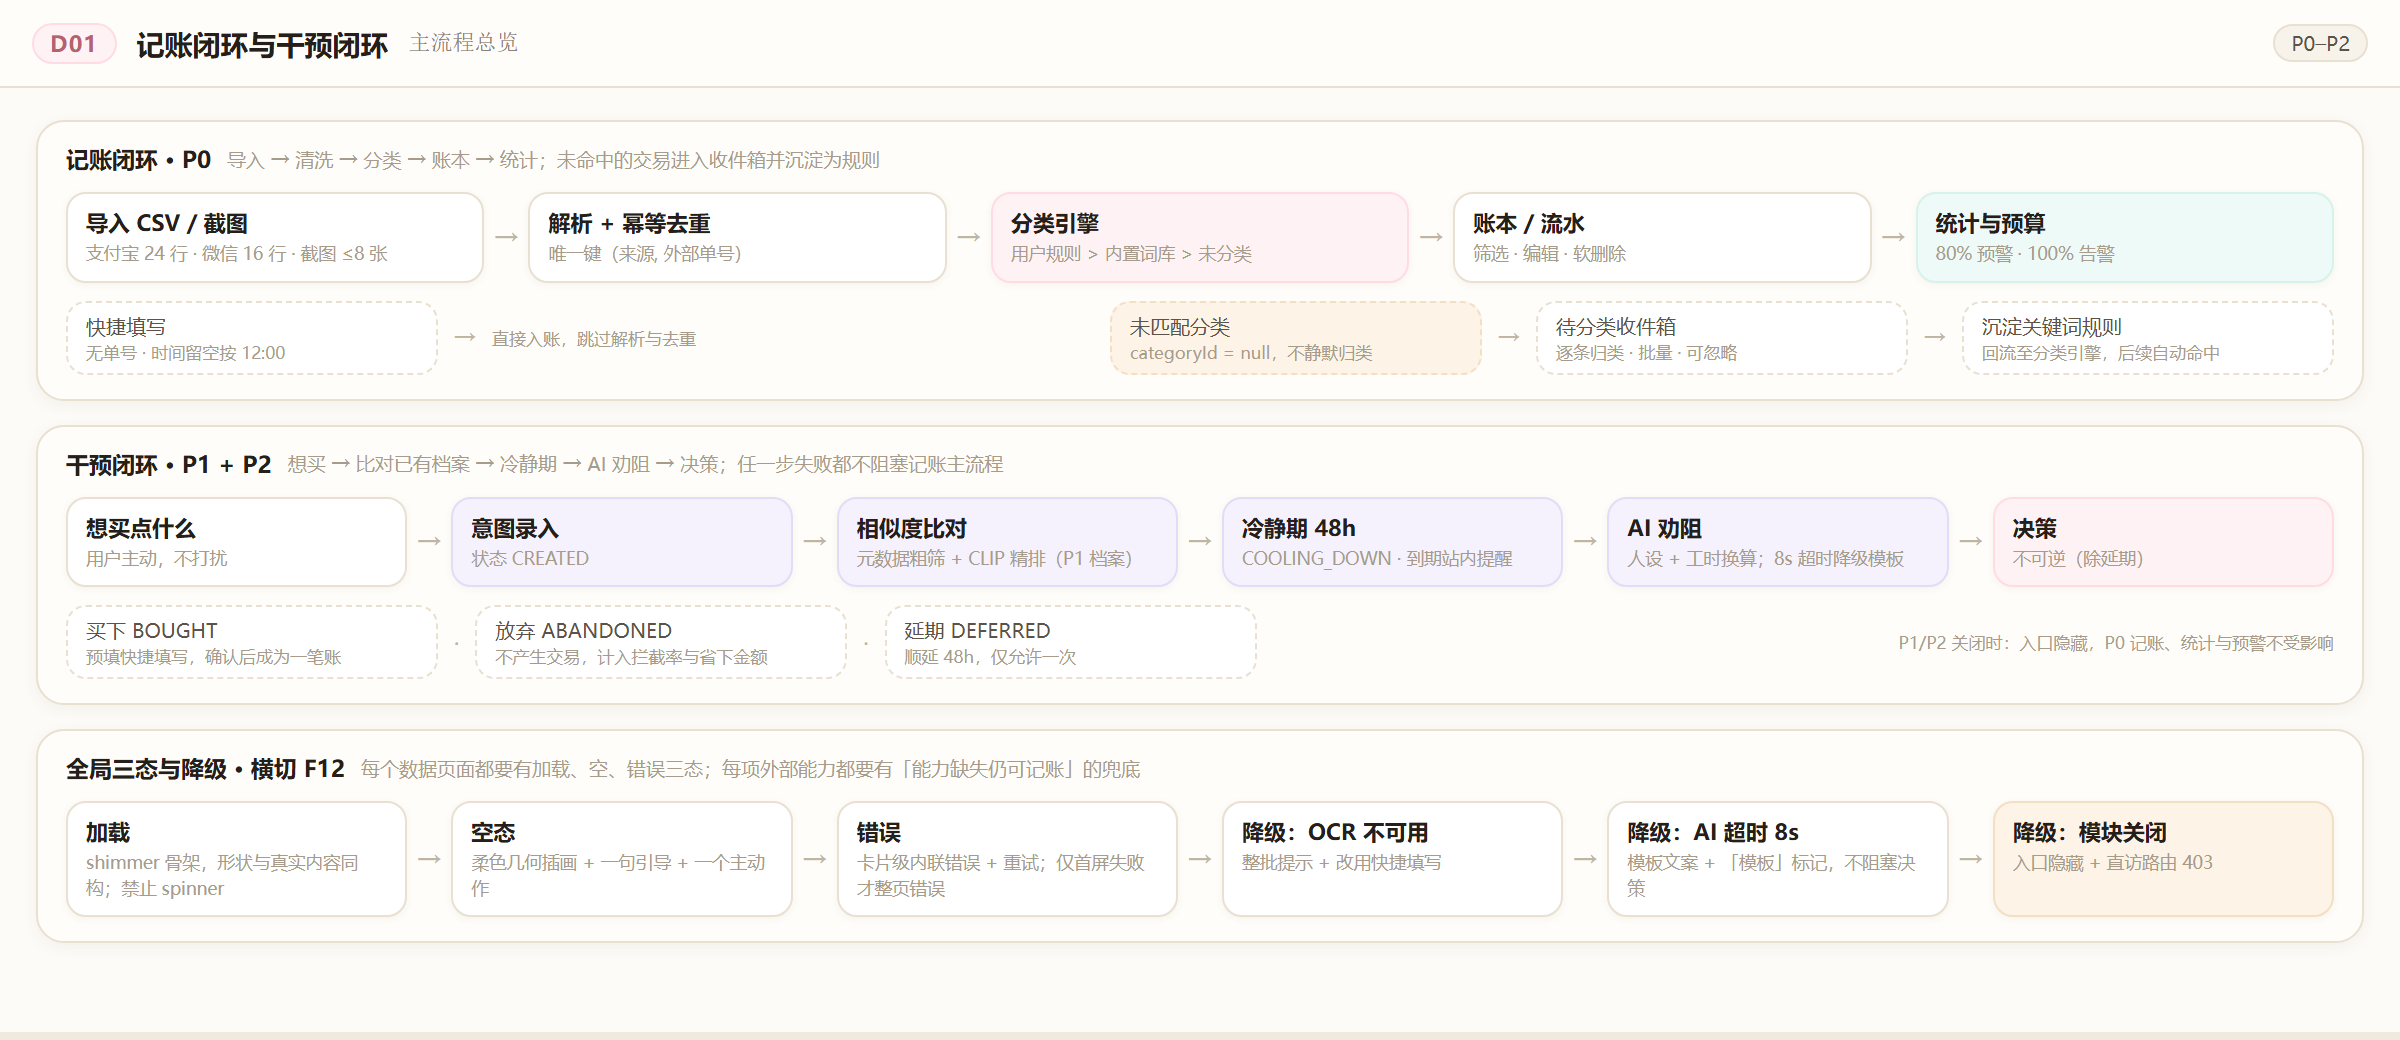 D01 记账闭环与干预闭环 主流程总览 P0–P2
记账闭环 • P0 导入 → 清洗 → 分类 → 账本 → 统计；未命中的交易进入收件箱并沉淀为规则
导入 CSV / 截图
支付宝 24 行 · 微信 16 行 · 截图 ≤8 张
→
解析 + 幂等去重
唯一键（来源, 外部单号）
→
分类引擎
用户规则 > 内置词库 > 未分类
→
账本 / 流水
筛选 · 编辑 · 软删除
→
统计与预算
80% 预警 · 100% 告警
快捷填写
无单号 · 时间留空按 12:00
→ 直接入账，跳过解析与去重
未匹配分类
categoryId = null，不静默归类
→
待分类收件箱
逐条归类 · 批量 · 可忽略
→
沉淀关键词规则
回流至分类引擎，后续自动命中
干预闭环 • P1 + P2 想买 → 比对已有档案 → 冷静期 → AI 劝阻 → 决策；任一步失败都不阻塞记账主流程
想买点什么
用户主动，不打扰
→
意图录入
状态 CREATED
→
相似度比对
元数据粗筛 + CLIP 精排（P1 档案）
→
冷静期 48h
COOLING_DOWN · 到期站内提醒
→
AI 劝阻
人设 + 工时换算；8s 超时降级模板
→
决策
不可逆（除延期）
买下 BOUGHT
预填快捷填写，确认后成为一笔账
·
放弃 ABANDONED
不产生交易，计入拦截率与省下金额
·
延期 DEFERRED
顺延 48h，仅允许一次
P1/P2 关闭时：入口隐藏，P0 记账、统计与预警不受影响
全局三态与降级 • 横切 F12 每个数据页面都要有加载、空、错误三态；每项外部能力都要有「能力缺失仍可记账」的兜底
加载
shimmer 骨架，形状与真实内容同
构；禁止 spinner
→
空态
柔色几何插画 + 一句引导 + 一个主动
作
→
错误
卡片级内联错误 + 重试；仅首屏失败
才整页错误
→
降级：OCR 不可用
整批提示 + 改用快捷填写
→
降级：AI 超时 8s
模板文案 + 「模板」标记，不阻塞决
策
→
降级：模块关闭
入口隐藏 + 直访路由 403